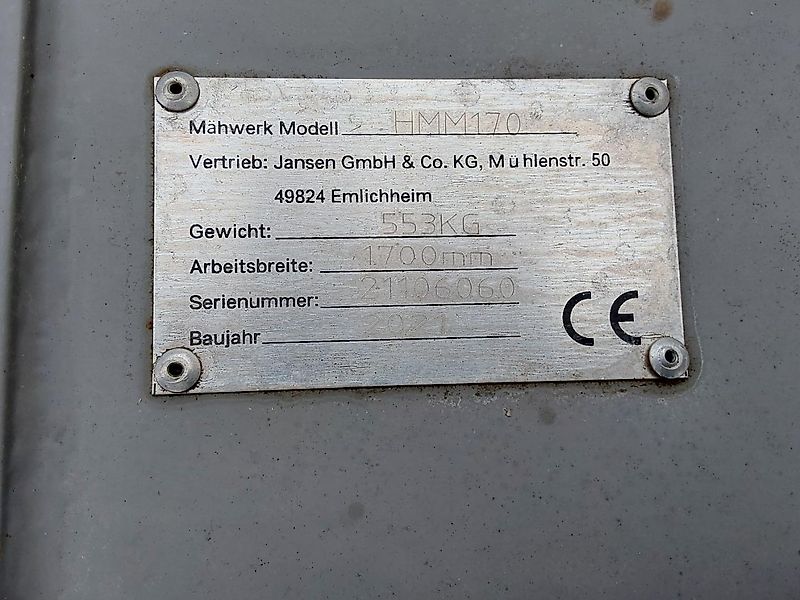 Mähwerk Modell HMM170
Vertrieb: Jansen GmbH & Co. KG, Mühlenstr. 50
49824 Emlichheim
Gewicht: 553KG
Arbeitsbreite: 1700mm
Serienummer: 21106060
Baujahr
CE